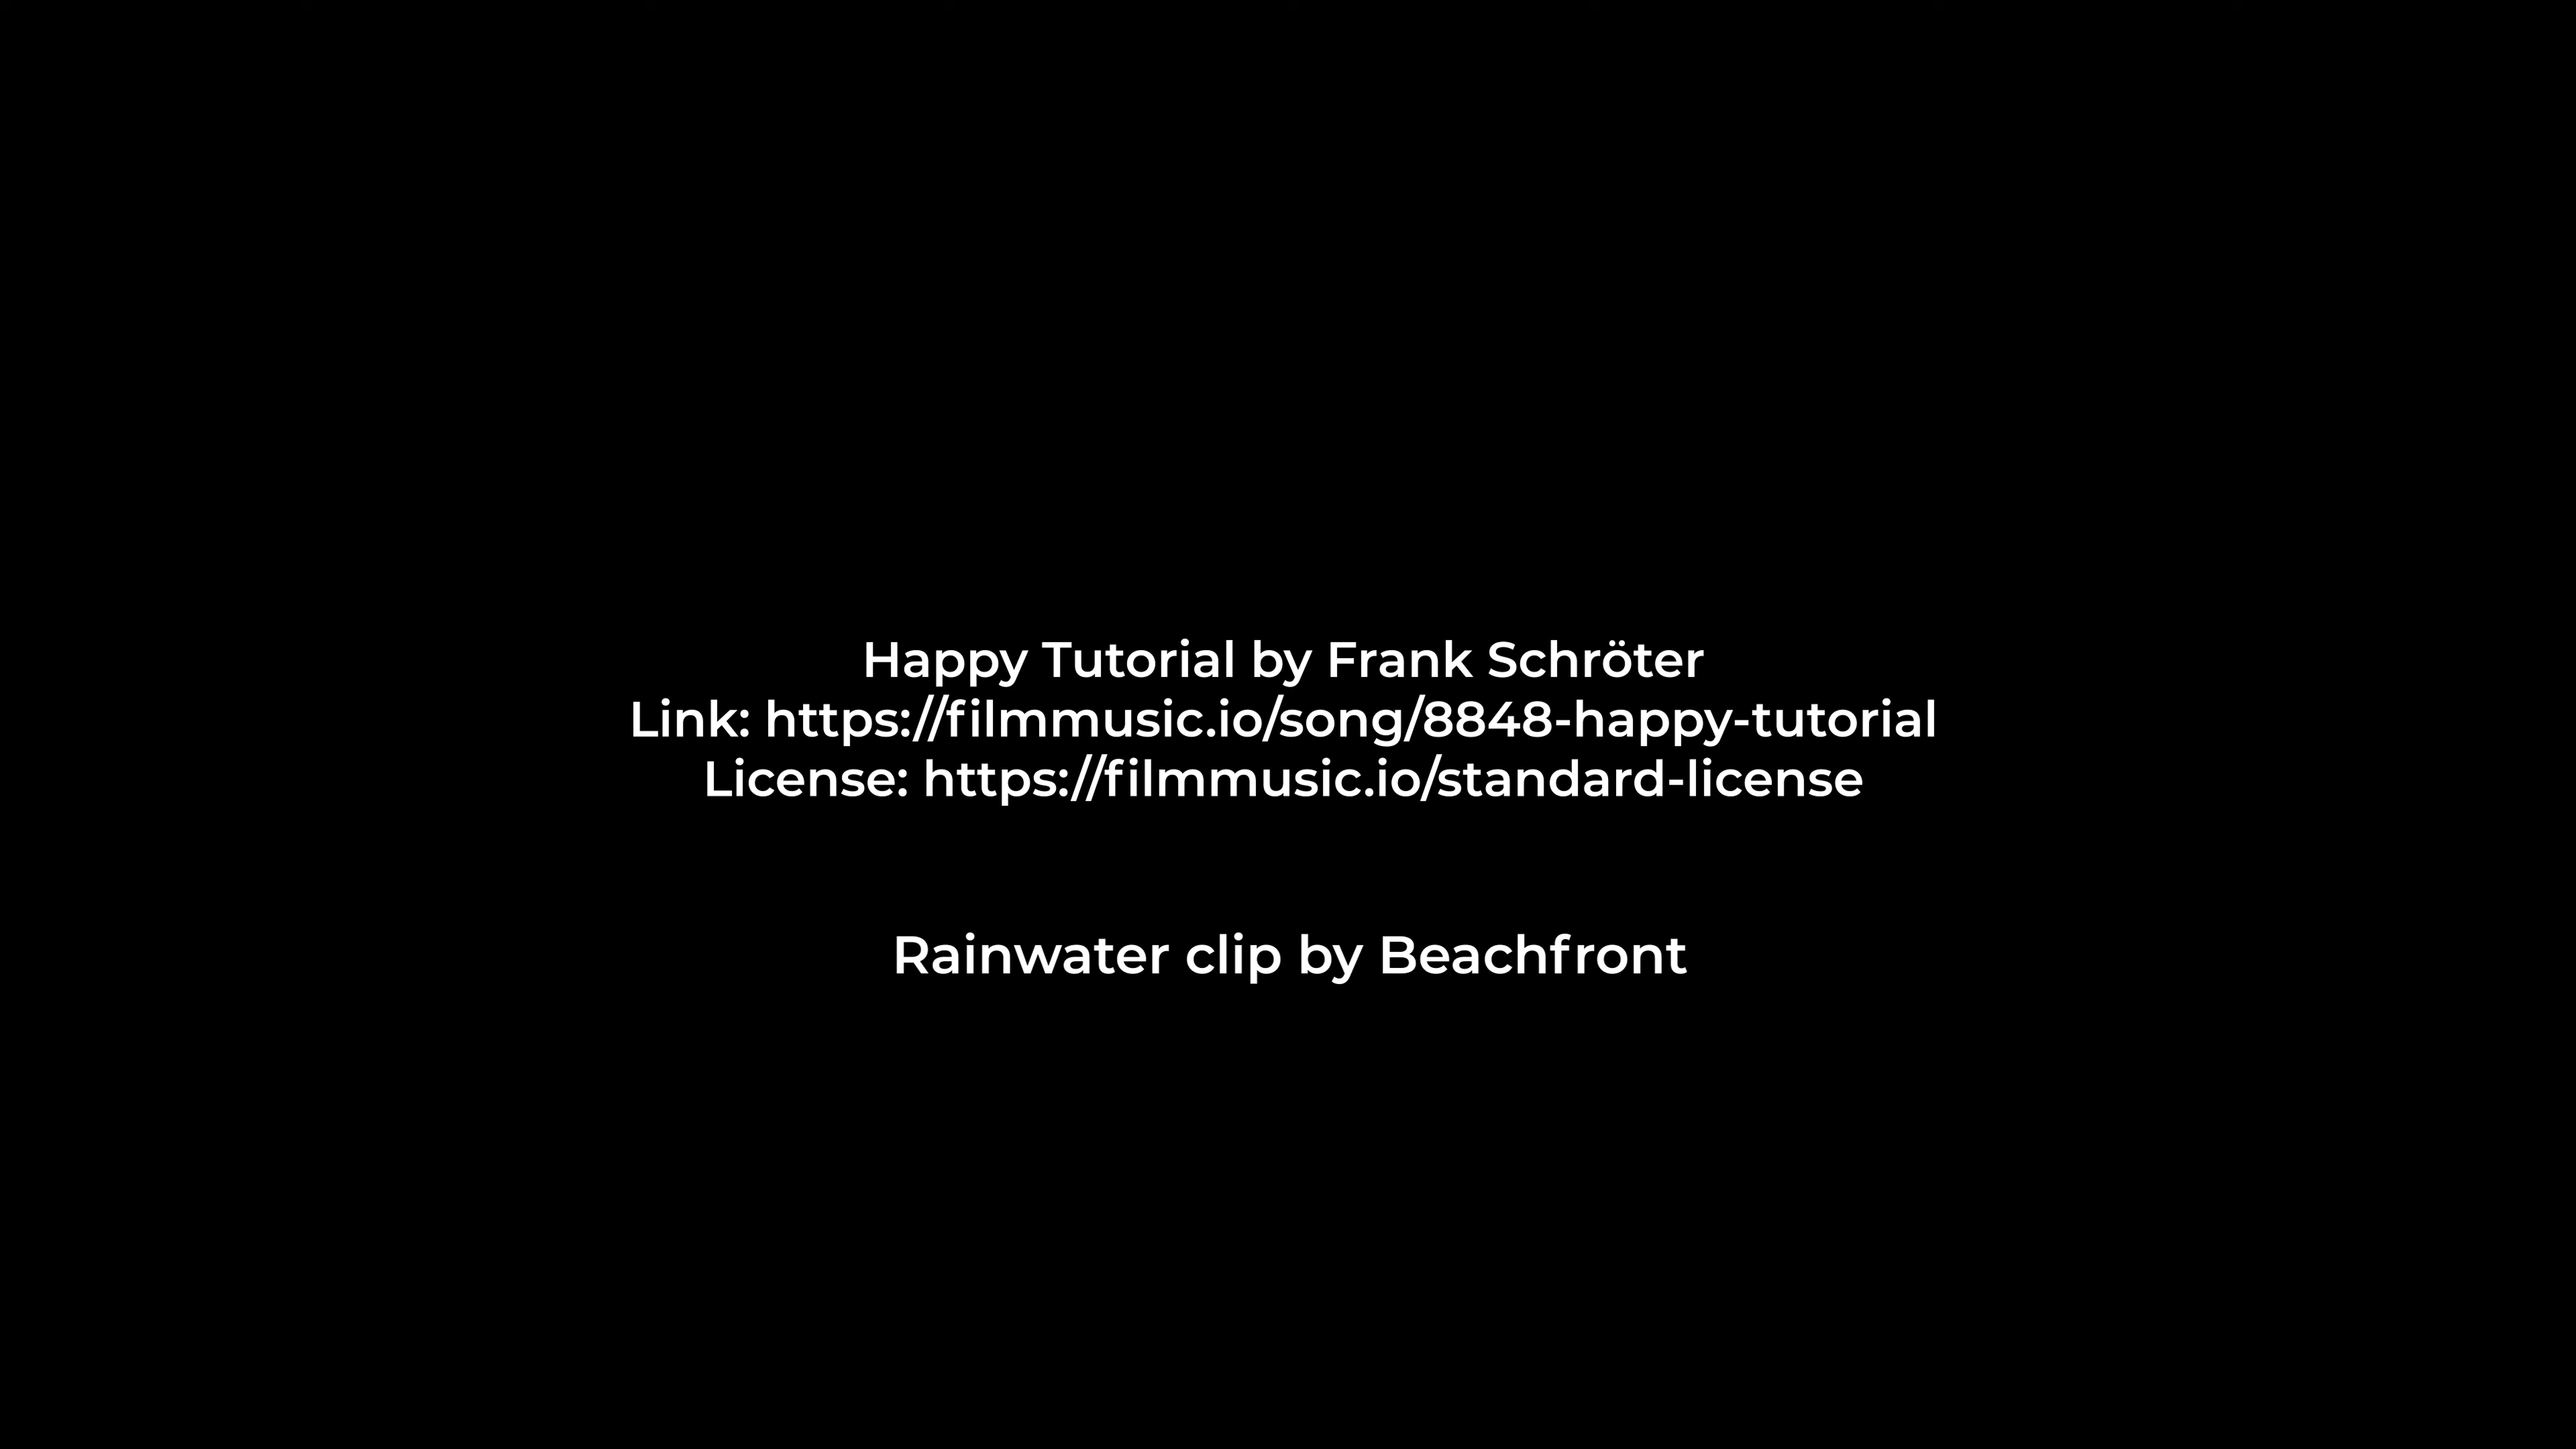 Happy Tutorial by Frank Schröter
Link: https://filmmusic.io/song/8848-happy-tutorial
License: https://filmmusic.io/standard-license
Rainwater clip by Beachfront